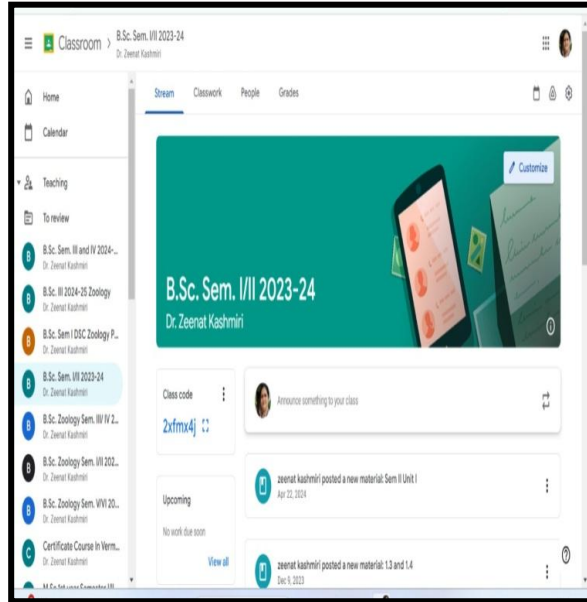 Classroom
B.Sc. Sem. I/II 2023-24
Dr. Zeenat Kashmiri
Home
Calendar
Teaching
To review
B
B.Sc. Sem. III and IV 2024-...
Dr. Zeenat Kashmiri
B
B.Sc. III 2024-25 Zoology
Dr. Zeenat Kashmiri
B
B.Sc. Sem I DSC Zoology P...
Dr. Zeenat Kashmiri
B
B.Sc. Sem. I/II 2023-24
Dr. Zeenat Kashmiri
B
B.Sc. Zoology Sem. III/ IV 2...
Dr. Zeenat Kashmiri
B
B.Sc. Zoology Sem. I/II 202...
Dr. Zeenat Kashmiri
B
B.Sc. Zoology Sem. V/VI 20...
Dr. Zeenat Kashmiri
C
Certificate Course In Verm...
Dr. Zeenat Kashmiri
Stream Classwork People Grades
Customize
B.Sc. Sem. I/II 2023-24
Dr. Zeenat Kashmiri
Class code
2xfmx4j
Upcoming
No work due soon
View all
Announce something to your class
zeenat kashmiri posted a new material: Sem II Unit I
Apr 22, 2024
zeenat kashmiri posted a new material: 1.3 and 1.4
Dec 9, 2023